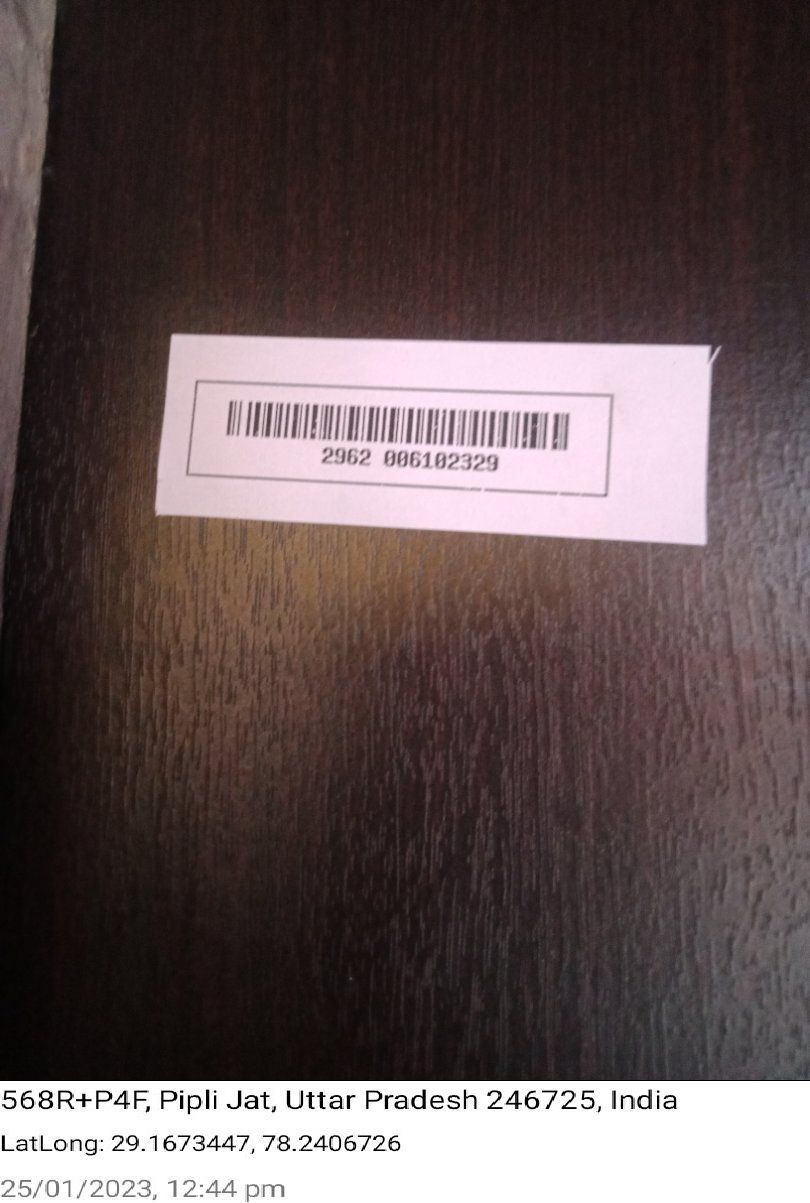 2962 006102329
568R+P4F, Pipli Jat, Uttar Pradesh 246725, India
LatLong: 29.1673447, 78.2406726
25/01/2023, 12:44 pm